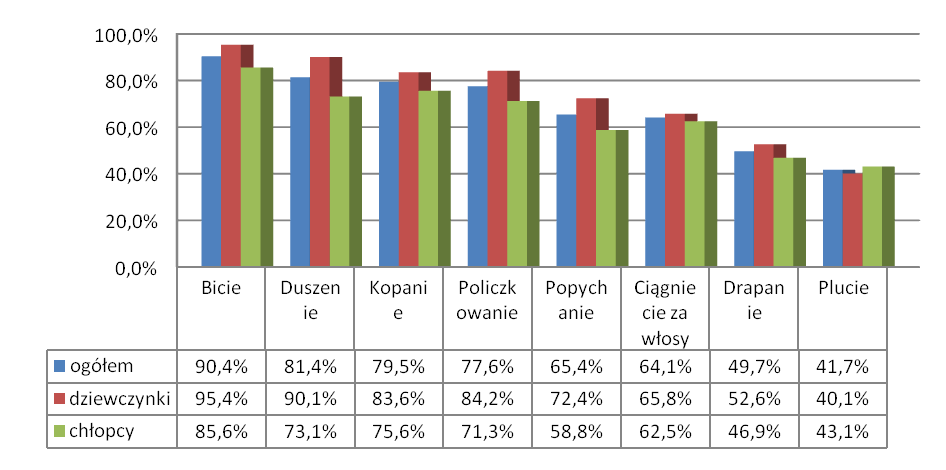 100,0%
80,0%
60,0%
40,0%
20,0%
0,0%
Bicie Duszen Kopani Policzk Popych Ciągnie Drapan Plucie
ie e owanie anie cie za ie
włosy
ogółem 90,4% 81,4% 79,5% 77,6% 65,4% 64,1% 49,7% 41,7%
dziewczynki 95,4% 90,1% 83,6% 84,2% 72,4% 65,8% 52,6% 40,1%
chłopcy 85,6% 73,1% 75,6% 71,3% 58,8% 62,5% 46,9% 43,1%